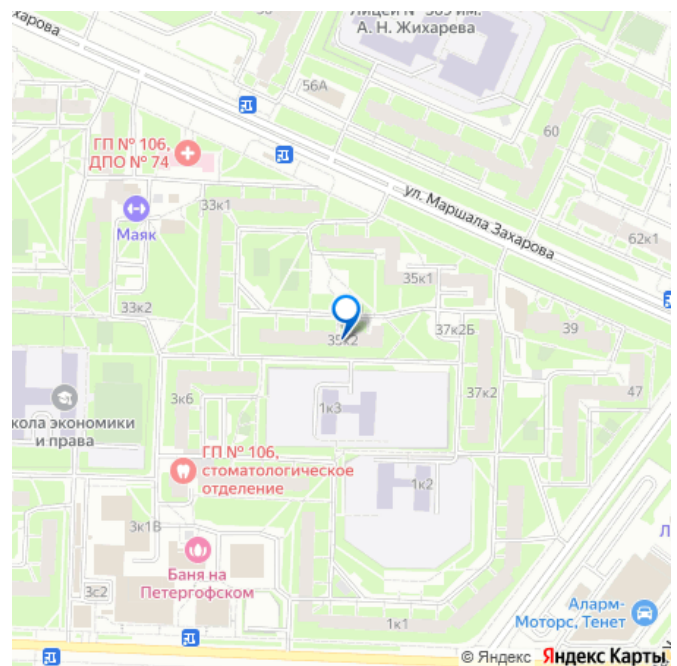 Лицей № 369 им.
А. Н. Жихарева
56А
60
ГП № 106,
ДПО № 74
ул. Маршала Захарова
33к1
Маяк
62к1
35к1
33к2
37к2Б
39
35к2
3к6
37к2
47
1к3
кола экономики
и права
ГП № 106,
стоматологическое
отделение
1к2
3к1В
Баня на
Петергофском
3с2
Аларм-
Моторс, Тенет
1к1
© Яндекс Яндекс Карты